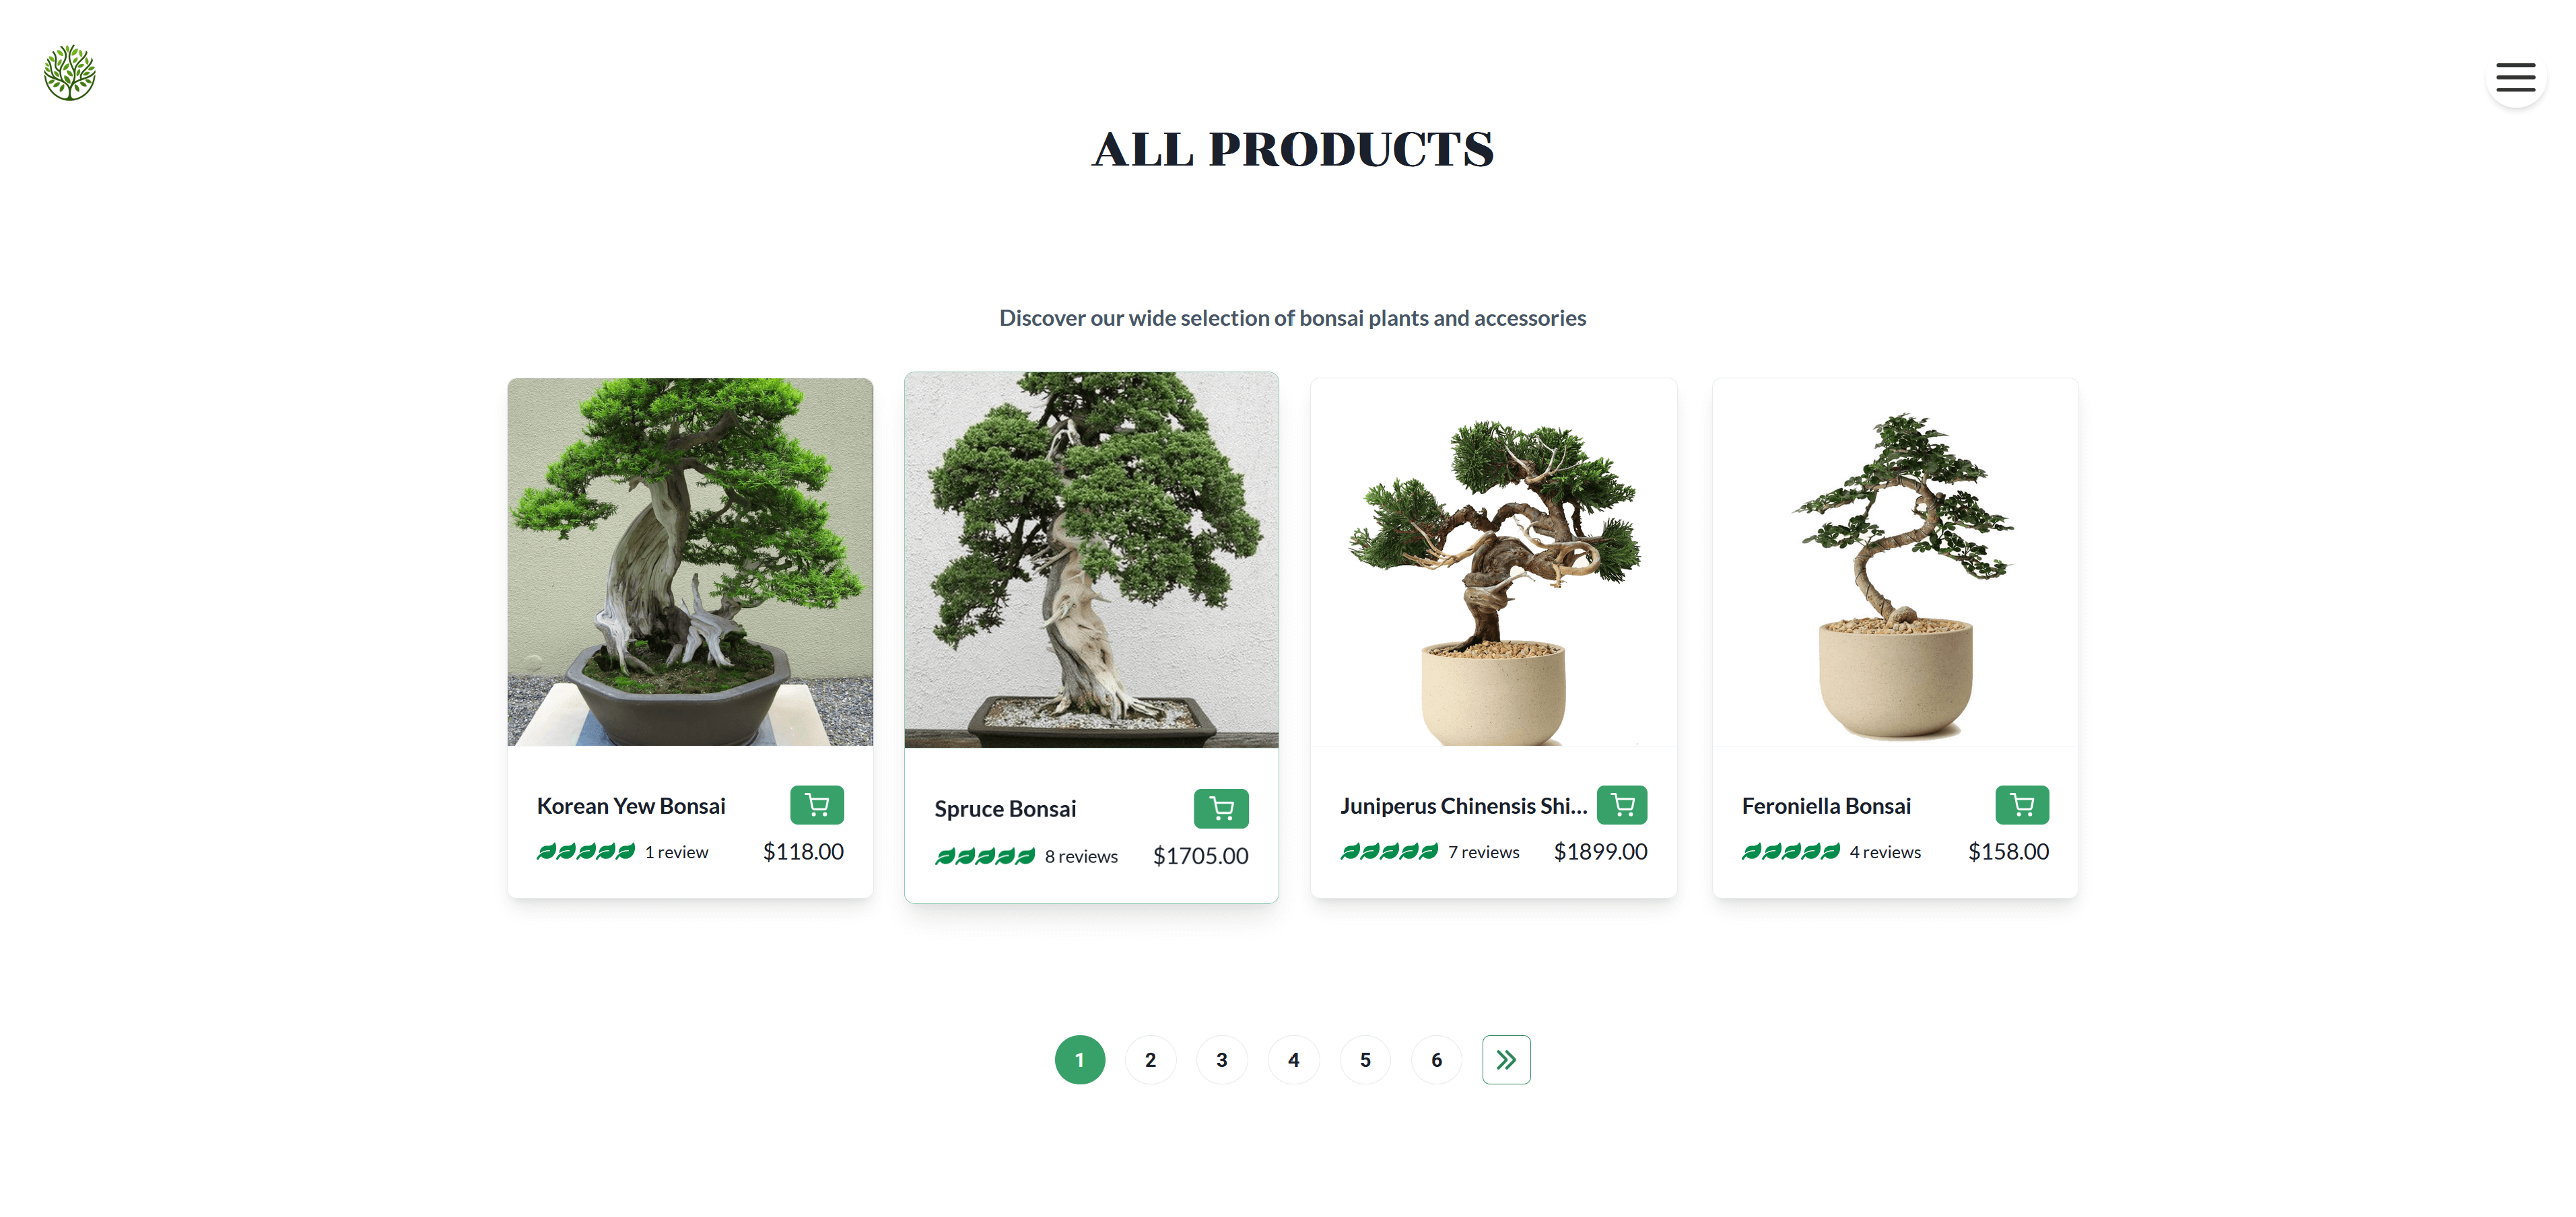 ALL PRODUCTS
Discover our wide selection of bonsai plants and accessories
Korean Yew Bonsai
1 review $118.00
Spruce Bonsai
8 reviews $1705.00
Juniperus Chinensis Shi...
7 reviews $1899.00
Feroniella Bonsai
4 reviews $158.00
1 2 3 4 5 6